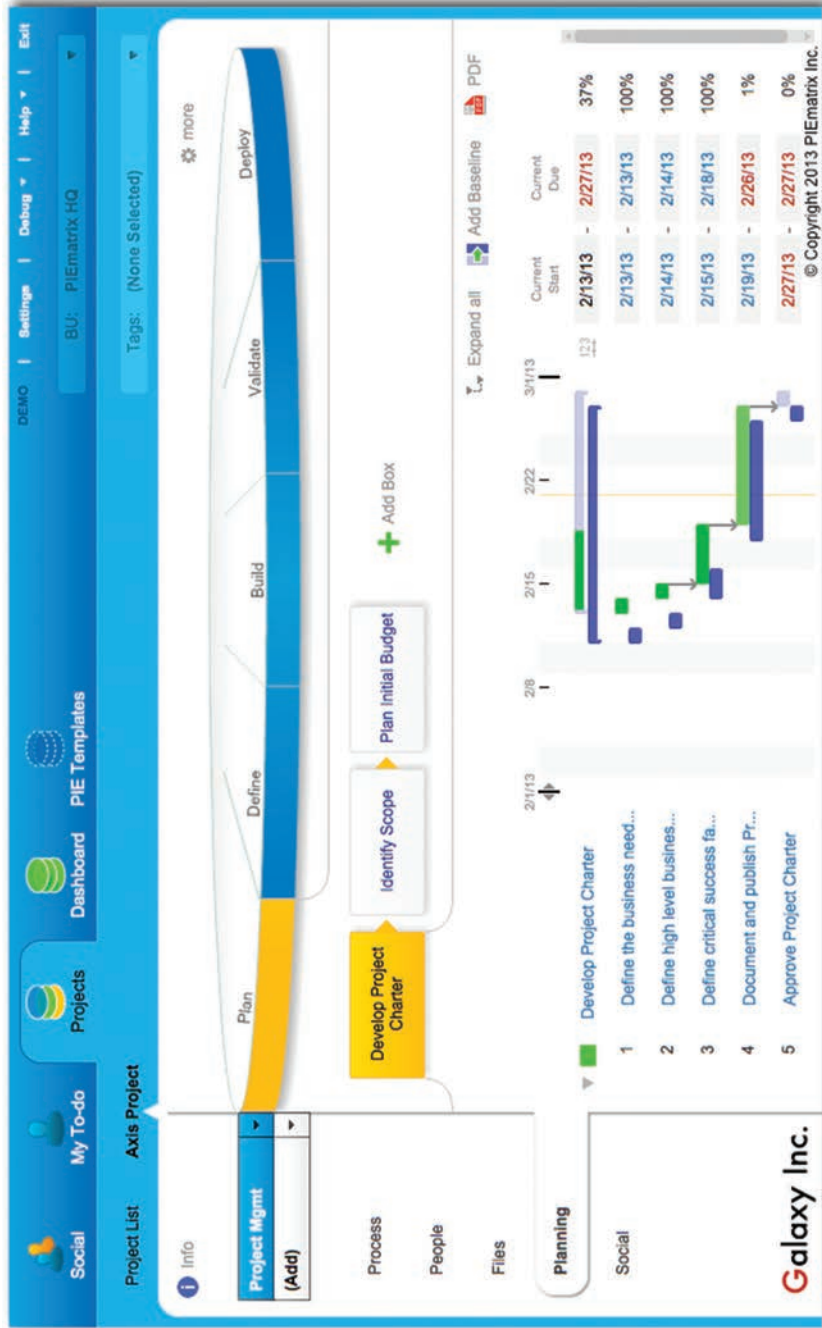 DEMO | Settings | Debug | Help | Exit
Social My To-do Projects Dashboard PIE Templates
BU: PIEmatrix HQ
Project List Axis Project
Tags: (None Selected)
Info
more
Project Mgmt
(Add)
Plan Define Build Validate Deploy
Process
People
Files
Planning
Social
Develop Project
Charter
Identify Scope
Plan Initial Budget
Add Box
Expand all Add Baseline PDF
2/1/13 2/8 2/15 2/22 3/1/13
Current
Start
Current
Due
Develop Project Charter 123 2/13/13 - 2/27/13 37%
1 Define the business need... 2/13/13 - 2/13/13 100%
2 Define high level busines... 2/14/13 - 2/14/13 100%
3 Define critical success fa... 2/15/13 - 2/18/13 100%
4 Document and publish Pr... 2/19/13 - 2/26/13 1%
5 Approve Project Charter 2/27/13 - 2/27/13 0%
Galaxy Inc.
© Copyright 2013 PIEmatrix Inc.